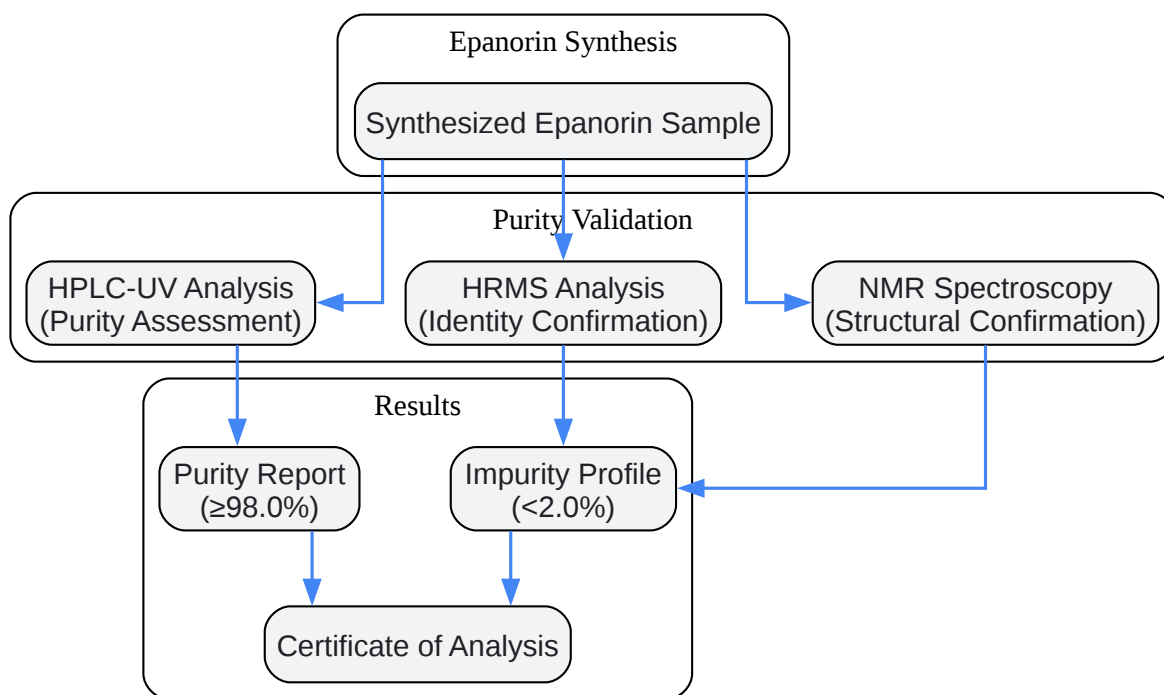 Epanorin Synthesis
Synthesized Epanorin Sample
Purity Validation
HPLC-UV Analysis
(Purity Assessment)
HRMS Analysis
(Identity Confirmation)
NMR Spectroscopy
(Structural Confirmation)
Results
Purity Report
(≥98.0%)
Impurity Profile
(<2.0%)
Certificate of Analysis